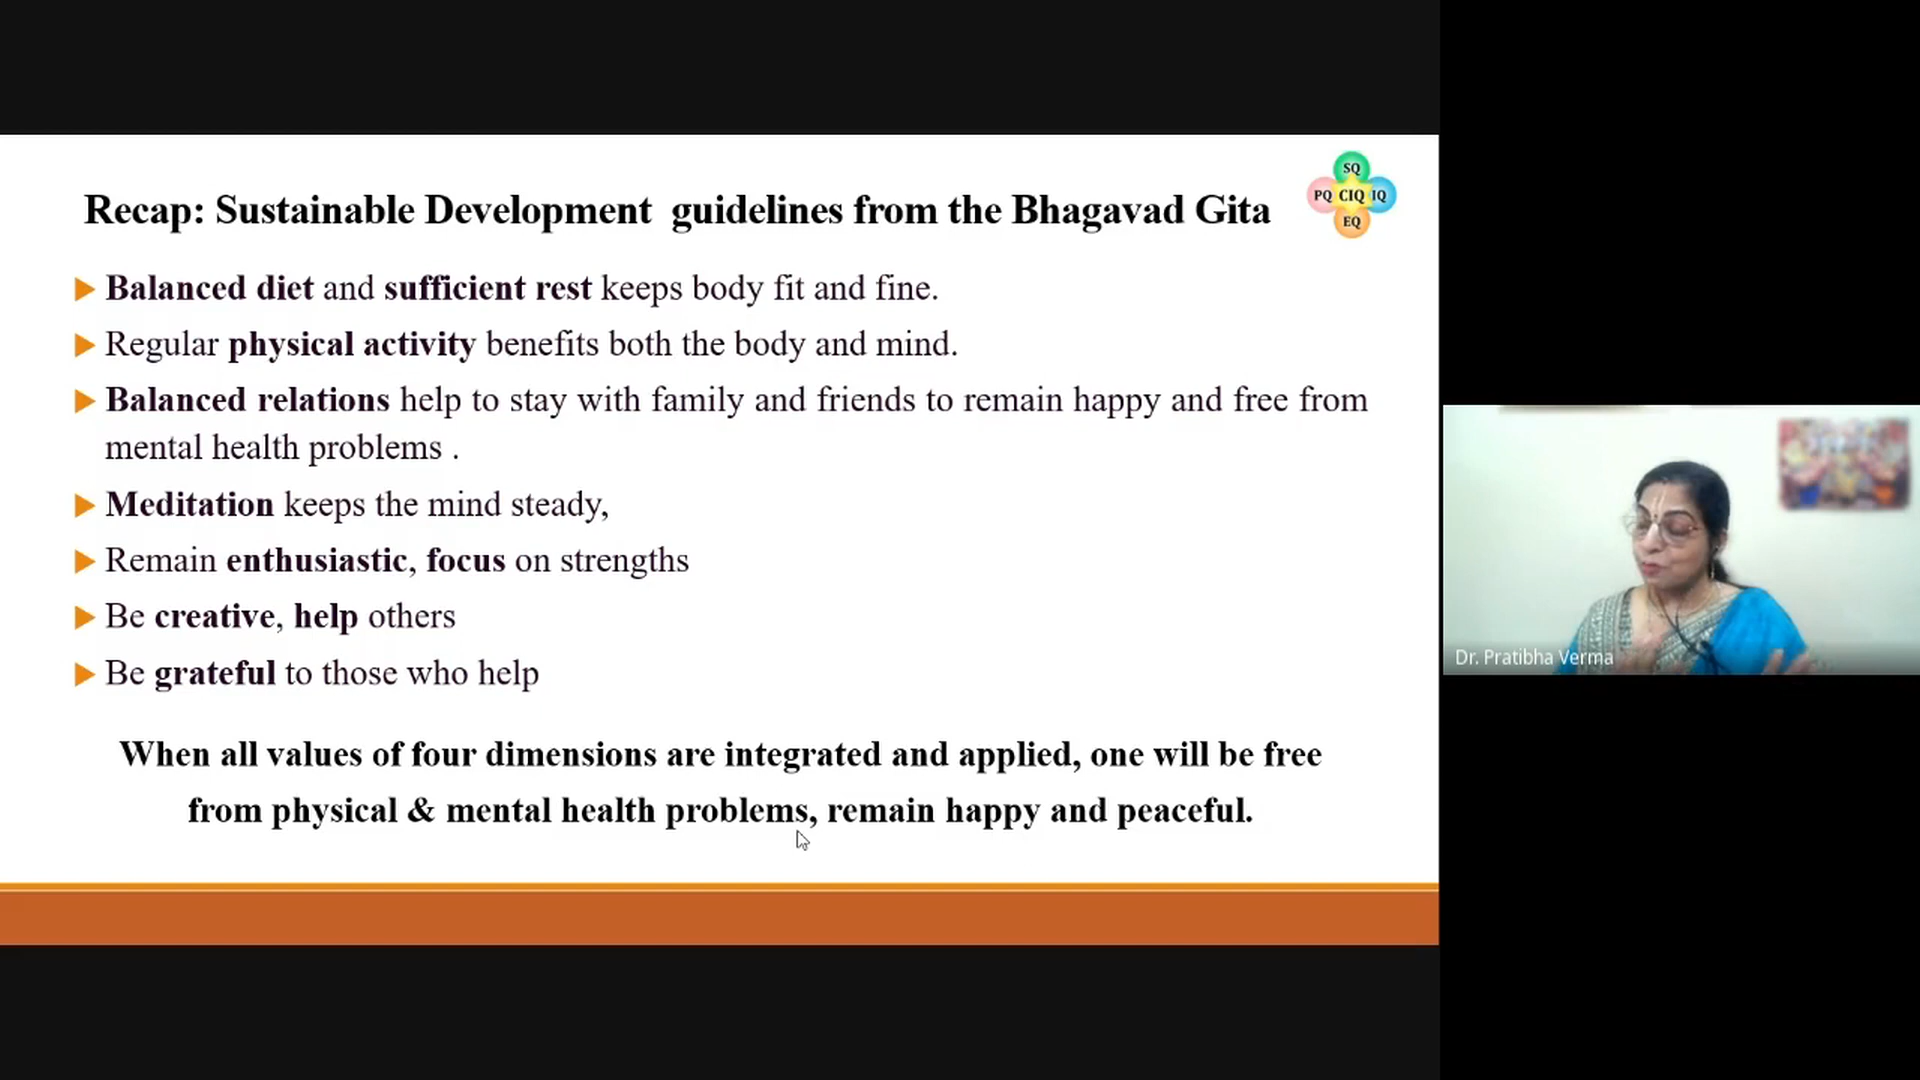 Recap: Sustainable Development guidelines from the Bhagavad Gita
SQ
PQ CIQ IQ
EQ
Balanced diet and sufficient rest keeps body fit and fine.
Regular physical activity benefits both the body and mind.
Balanced relations help to stay with family and friends to remain happy and free from
mental health problems .
Meditation keeps the mind steady,
Remain enthusiastic, focus on strengths
Be creative, help others
Be grateful to those who help
When all values of four dimensions are integrated and applied, one will be free
from physical & mental health problems, remain happy and peaceful.
Dr. Pratibha Verma